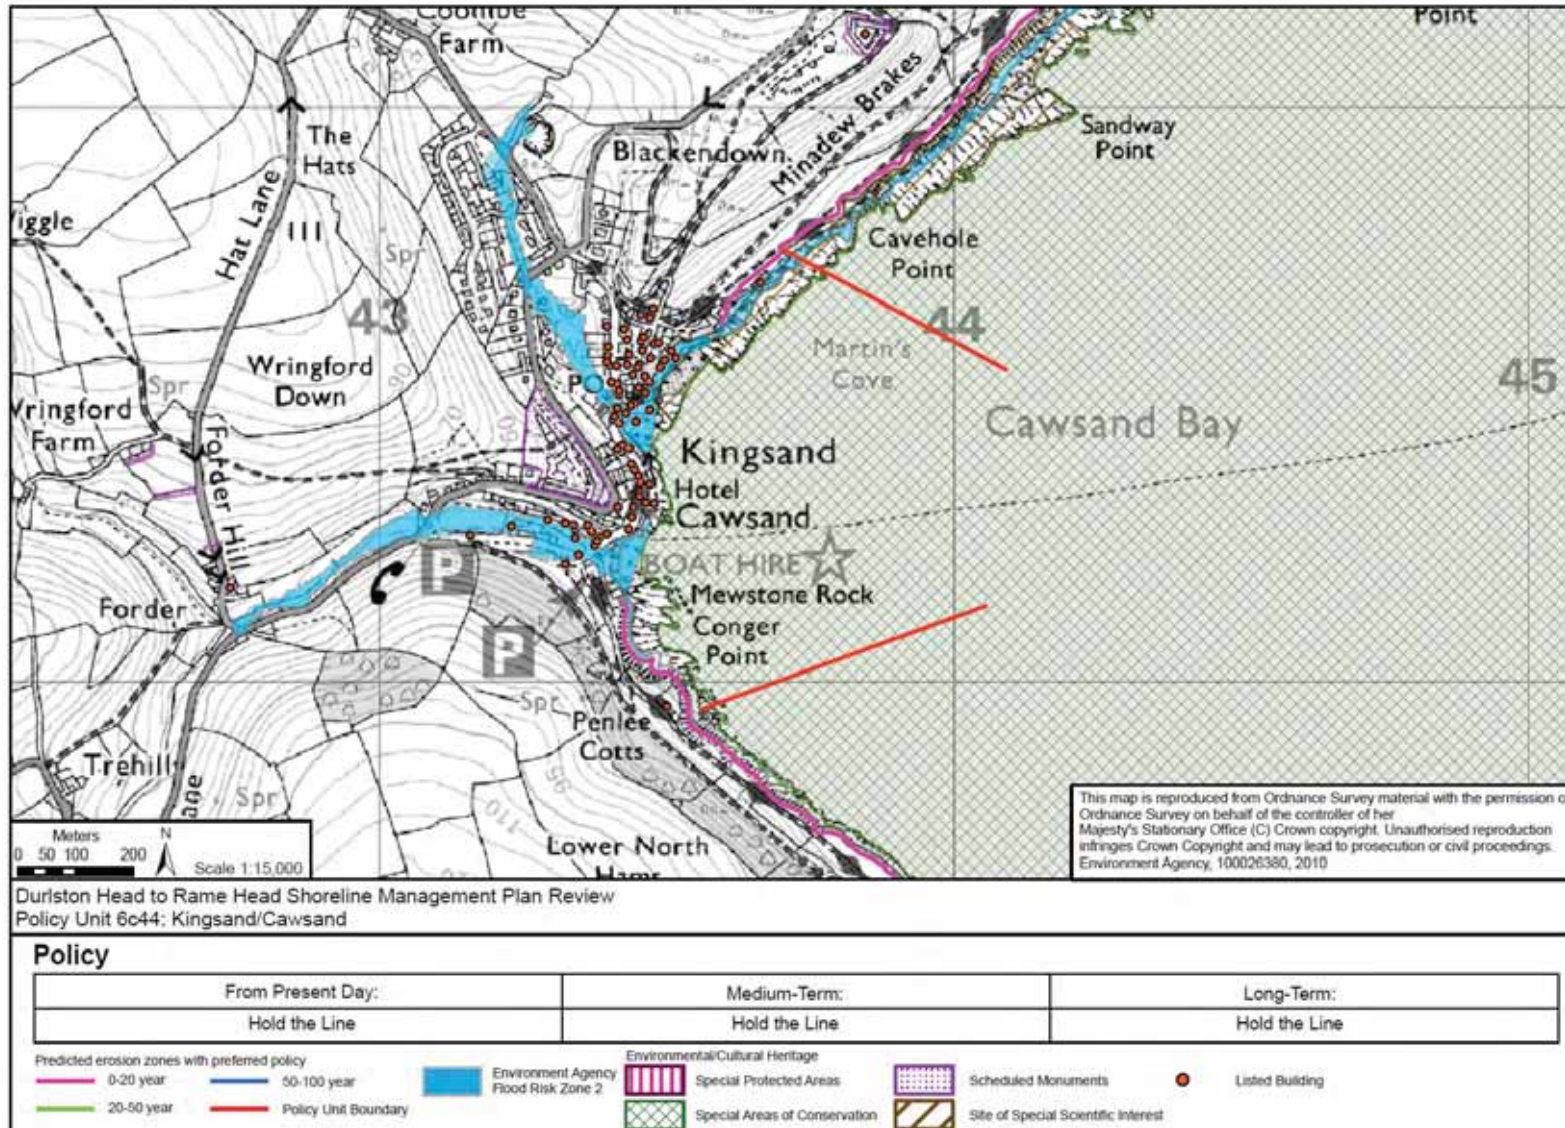 Coombe
Farm
Point
The
Hats
Blackendown
Minadew Brakes
Sandway
Point
Hat Lane
Spr
Cavehole
Point
43
44
45
Martin's
Cove
Wringford
Down
Spr
PO
Cawsand Bay
Farm
Forder Hill
Kingsand
Hotel
Cawsand
BOAT HIRE
P
Mewstone Rock
Forder
Conger
Point
P
Spr
Penlee
Cotts
Trehill
Spr
95
110
Lower North
Hams
Meters
N
0 50 100 200
Scale 1:15,000
This map is reproduced from Ordnance Survey material with the permission o
Ordnance Survey on behalf of the controller of her
Majesty's Stationary Office (C) Crown copyright. Unauthorised reproduction
infringes Crown Copyright and may lead to prosecution or civil proceedings.
Environment Agency, 100026380, 2010
Durlston Head to Rame Head Shoreline Management Plan Review
Policy Unit 6c44: Kingsand/Cawsand
Policy
From Present Day: Medium-Term: Long-Term:
Hold the Line Hold the Line Hold the Line
Predicted erosion zones with preferred policy
0-20 year
50-100 year
20-50 year
Policy Unit Boundary
Environment Agency
Flood Risk Zone 2
Environmental/Cultural Heritage
Special Protected Areas
Scheduled Monuments
Listed Building
Special Areas of Conservation
Site of Special Scientific Interest